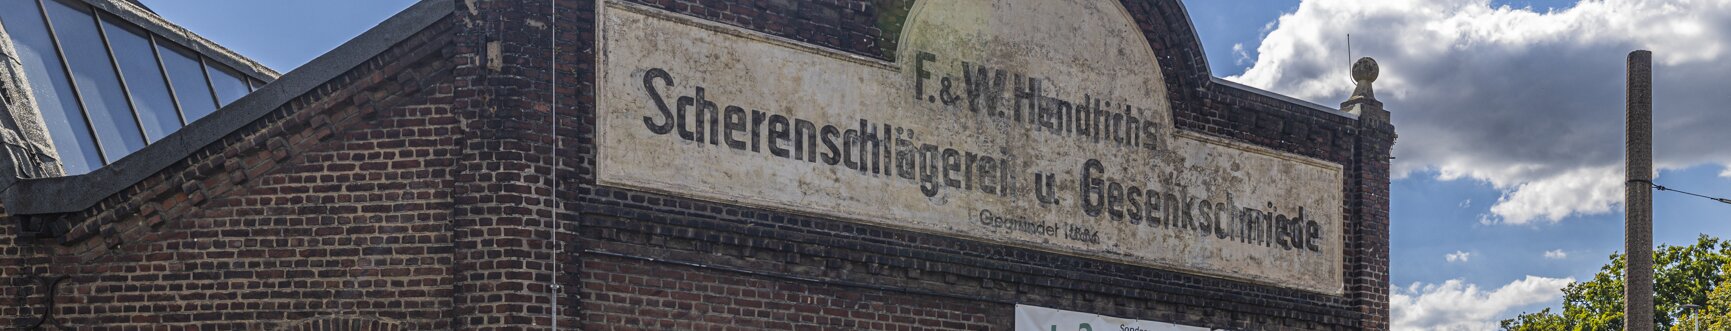 F. & W. Hendrichs
Scherenschlägerei u. Gesenkschmiede
Gegründet 1886